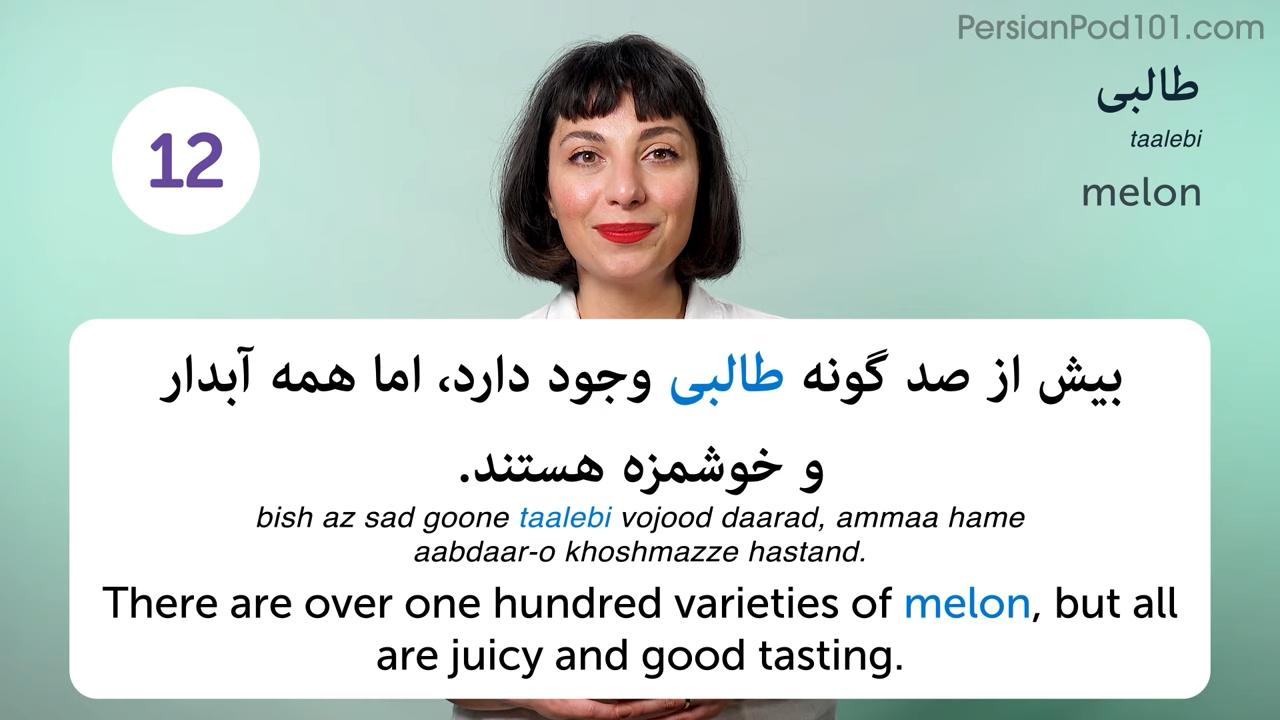 PersianPod101.com
12
طالبی
taalebi
melon
بیش از صد گونه طالبی وجود دارد، اما همه آبدار
و خوشمزه هستند.
bish az sad goone taalebi vojood daarad, ammaa hame
aabdaar-o khoshmazze hastand.
There are over one hundred varieties of melon, but all
are juicy and good tasting.